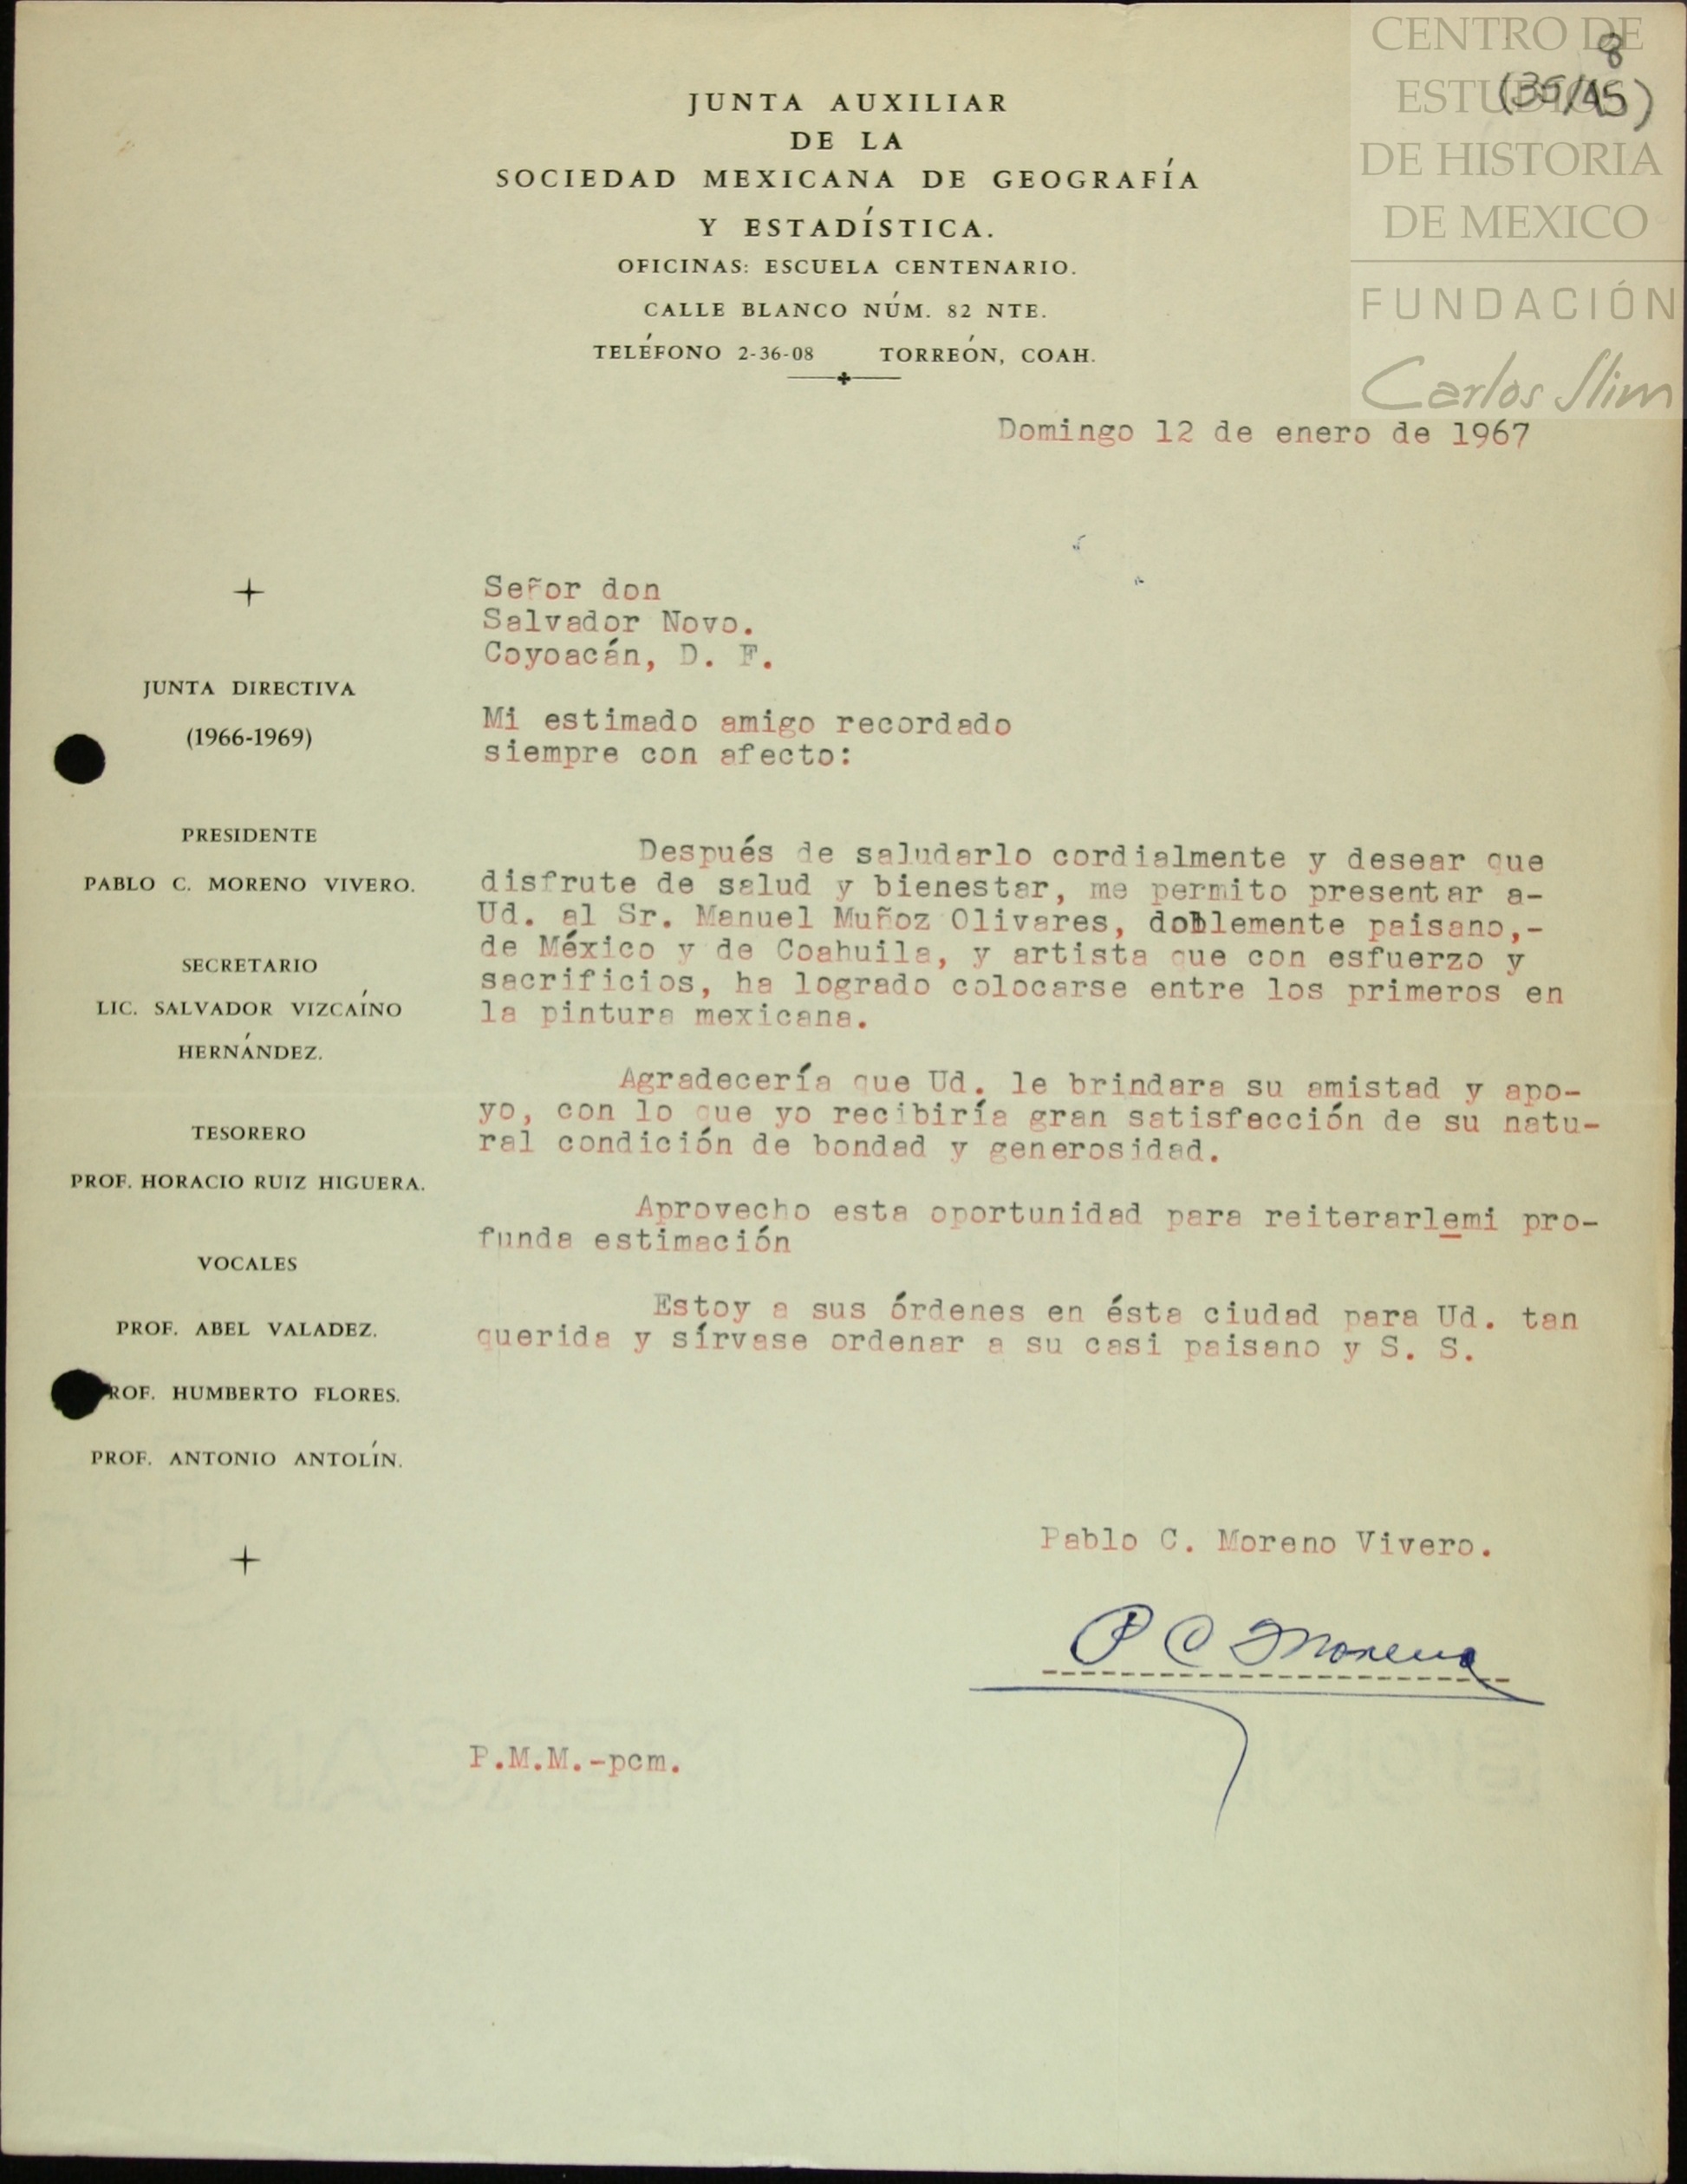 CENTRO DE
ESTUDIOS
DE HISTORIA
DE MEXICO
FUNDACIÓN
Carlos Slim
8
(36/45)
JUNTA AUXILIAR
DE LA
SOCIEDAD MEXICANA DE GEOGRAFÍA
Y ESTADÍSTICA.
OFICINAS: ESCUELA CENTENARIO.
CALLE BLANCO NÚM. 82 NTE.
TELÉFONO 2-36-08 TORREÓN, COAH.
Domingo 12 de enero de 1967
Señor don
Salvador Novo.
Coyoacán, D. F.
Mi estimado amigo recordado
siempre con afecto:
Después de saludarlo cordialmente y desear que
disfrute de salud y bienestar, me permito presentar a-
Ud. al Sr. Manuel Muñoz Olivares, doblemente paisano,-
de México y de Coahuila, y artista que con esfuerzo y
sacrificios, ha logrado colocarse entre los primeros en
la pintura mexicana.
Agradecería que Ud. le brindara su amistad y apo-
yo, con lo que yo recibiría gran satisfección de su natu-
ral condición de bondad y generosidad.
Aprovecho esta oportunidad para reiterarlemi pro-
funda estimación
Estoy a sus órdenes en ésta ciudad para Ud. tan
querida y sírvase ordenar a su casi paisano y S. S.
Pablo C. Moreno Vivero.
P C Moreno
P.M.M.-pcm.
JUNTA DIRECTIVA
(1966-1969)
PRESIDENTE
PABLO C. MORENO VIVERO.
SECRETARIO
LIC. SALVADOR VIZCAÍNO
HERNÁNDEZ.
TESORERO
PROF. HORACIO RUIZ HIGUERA.
VOCALES
PROF. ABEL VALADEZ.
ROF. HUMBERTO FLORES.
PROF. ANTONIO ANTOLÍN.